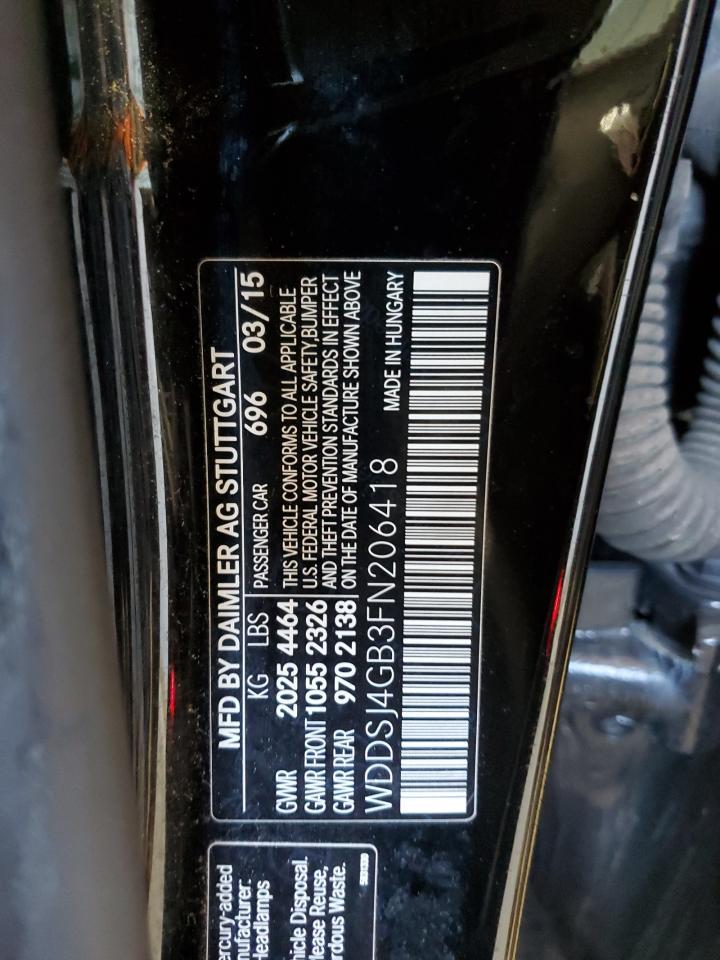 MFD BY DAIMLER AG STUTTGART
KG LBS PASSENGER CAR 696 03/15
GVWR 2025 4464 THIS VEHICLE CONFORMS TO ALL APPLICABLE
GAWR FRONT 1055 2326 U.S. FEDERAL MOTOR VEHICLE SAFETY,BUMPER
GAWR REAR 970 2138 AND THEFT PREVENTION STANDARDS IN EFFECT
ON THE DATE OF MANUFACTURE SHOWN ABOVE
WDDSJ4GB3FN206418 MADE IN HUNGARY
ercury-added
nufacturer:
Headlamps
hicle Disposal.
lease Reuse,
rdous Waste.